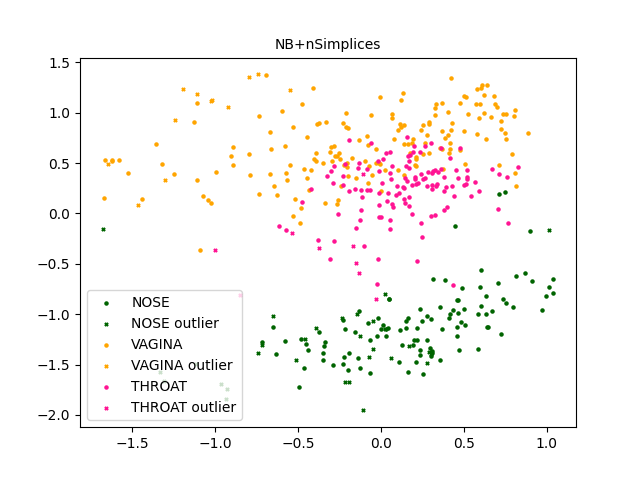 NB+nSimplices
1.5
1.0
0.5
0.0
−0.5
−1.0
−1.5
−2.0
NOSE
NOSE outlier
VAGINA
VAGINA outlier
THROAT
THROAT outlier
−1.5 −1.0 −0.5 0.0 0.5 1.0